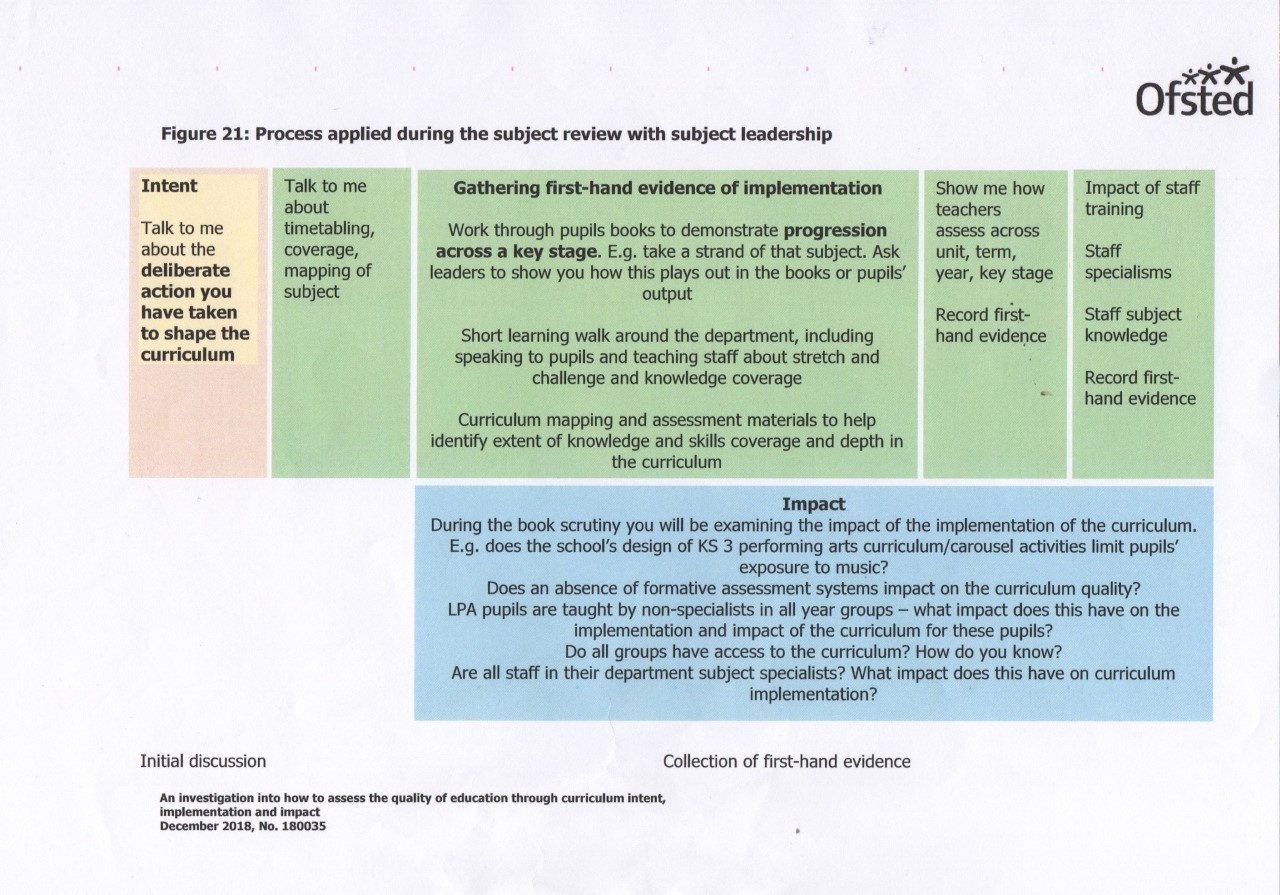 Ofsted
Figure 21: Process applied during the subject review with subject leadership
Intent
Talk to me
about the
deliberate
action you
have taken
to shape the
curriculum
Talk to me
about
timetabling,
coverage,
mapping of
subject
Gathering first-hand evidence of implementation
Work through pupils books to demonstrate progression
across a key stage. E.g. take a strand of that subject. Ask
leaders to show you how this plays out in the books or pupils’
output
Short learning walk around the department, including
speaking to pupils and teaching staff about stretch and
challenge and knowledge coverage
Curriculum mapping and assessment materials to help
identify extent of knowledge and skills coverage and depth in
the curriculum
Show me how
teachers
assess across
unit, term,
year, key stage
Record first-
hand evidence
Impact of staff
training
Staff
specialisms
Staff subject
knowledge
Record first-
hand evidence
Impact
During the book scrutiny you will be examining the impact of the implementation of the curriculum.
E.g. does the school’s design of KS 3 performing arts curriculum/carousel activities limit pupils’
exposure to music?
Does an absence of formative assessment systems impact on the curriculum quality?
LPA pupils are taught by non-specialists in all year groups – what impact does this have on the
implementation and impact of the curriculum for these pupils?
Do all groups have access to the curriculum? How do you know?
Are all staff in their department subject specialists? What impact does this have on curriculum
implementation?
Initial discussion
Collection of first-hand evidence
An investigation into how to assess the quality of education through curriculum intent,
implementation and impact
December 2018, No. 180035